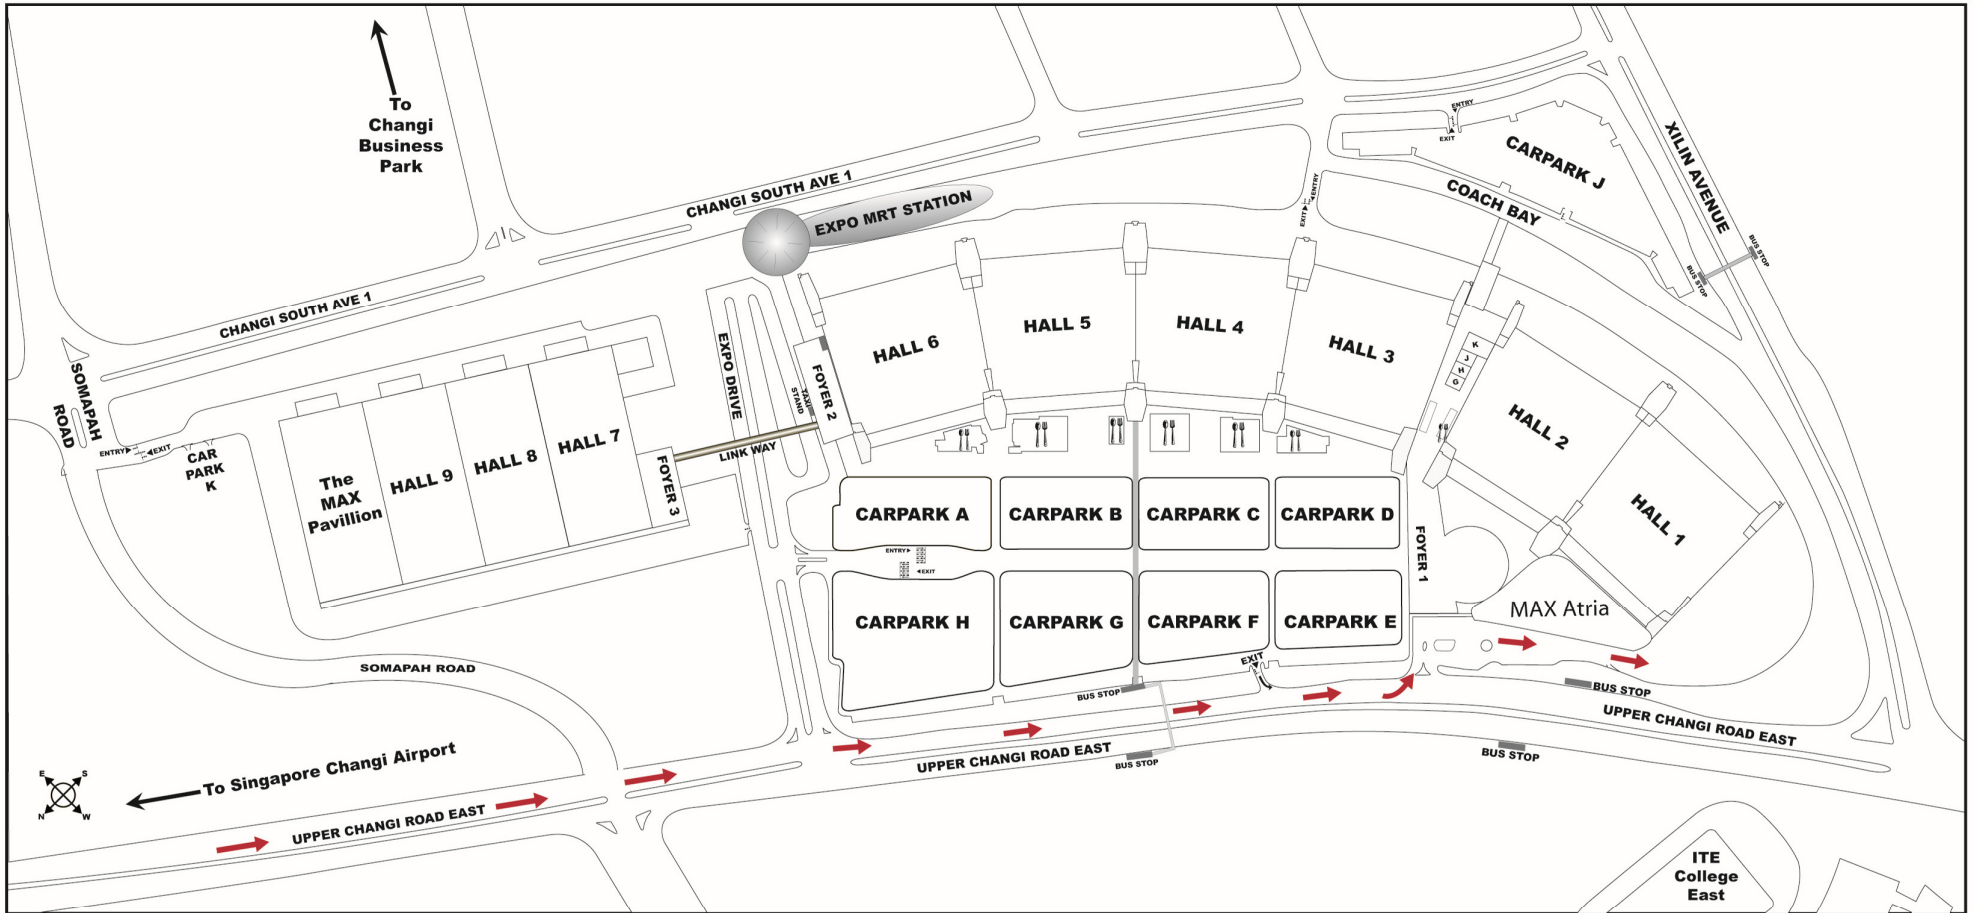 To
Changi
Business
Park
CHANGI SOUTH AVE 1
EXPO MRT STATION
ENTRY
EXIT
CARPARK J
XILIN AVENUE
COACH BAY
ENTRY
EXIT
BUS STOP
BUS STOP
CHANGI SOUTH AVE 1
SOMAPAH
ROAD
ENTRY
EXIT
CAR
PARK
K
The
MAX
Pavillion
HALL 9
HALL 8
HALL 7
FOYER 3
EXPO DRIVE
LINK WAY
TAXI
STAND
FOYER 2
HALL 6
HALL 5
HALL 4
HALL 3
K
J
H
G
HALL 2
HALL 1
CARPARK A
CARPARK B
CARPARK C
CARPARK D
ENTRY
EXIT
FOYER 1
CARPARK H
CARPARK G
CARPARK F
CARPARK E
MAX Atria
EXIT
SOMAPAH ROAD
BUS STOP
BUS STOP
UPPER CHANGI ROAD EAST
BUS STOP
UPPER CHANGI ROAD EAST
BUS STOP
E
S
N
W
To Singapore Changi Airport
UPPER CHANGI ROAD EAST
ITE
College
East